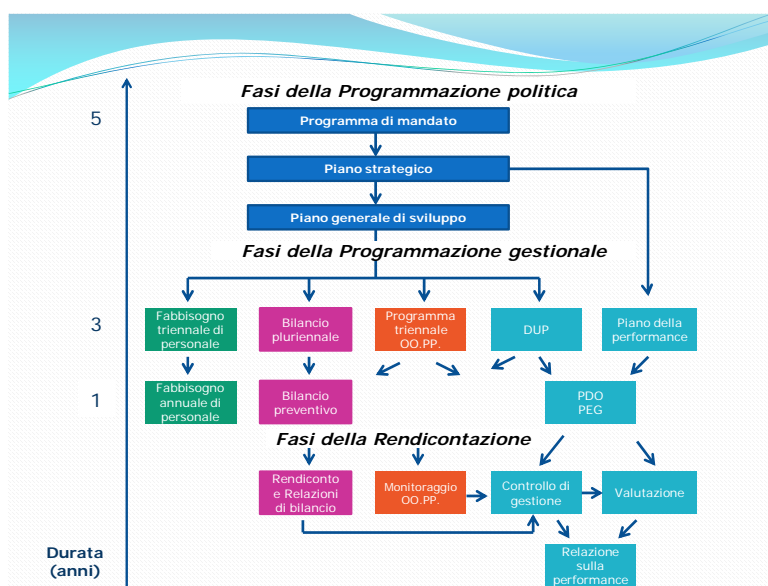 Fasi della Programmazione politica
5
Programma di mandato
Piano strategico
Piano generale di sviluppo
Fasi della Programmazione gestionale
3
Fabbisogno
triennale di
personale
Bilancio
pluriennale
Programma
triennale
OO.PP.
DUP
Piano della
performance
1
Fabbisogno
annuale di
personale
Bilancio
preventivo
PDO
PEG
Fasi della Rendicontazione
Rendiconto
e Relazioni
di bilancio
Monitoraggio
OO.PP.
Controllo di
gestione
Valutazione
Durata
(anni)
Relazione
sulla
performance